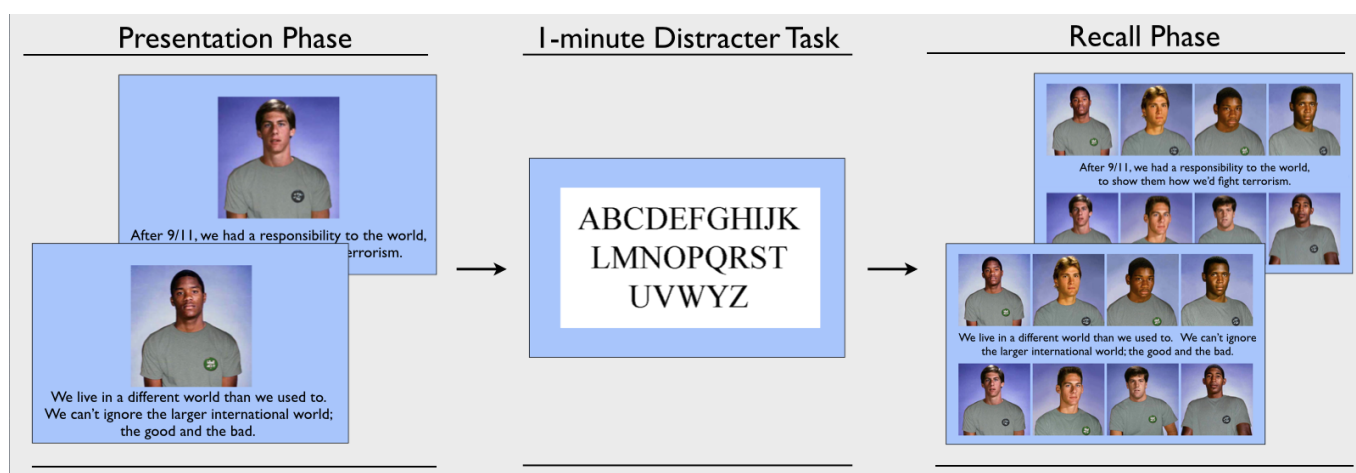 Presentation Phase
After 9/11, we had a responsibility to the world,
errorism.
We live in a different world than we used to.
We can't ignore the larger international world;
the good and the bad.
1-minute Distracter Task
ABCDEFGHIJK
LMNOPQRST
UVWYZ
Recall Phase
After 9/11, we had a responsibility to the world,
to show them how we'd fight terrorism.
We live in a different world than we used to. We can't ignore
the larger international world; the good and the bad.